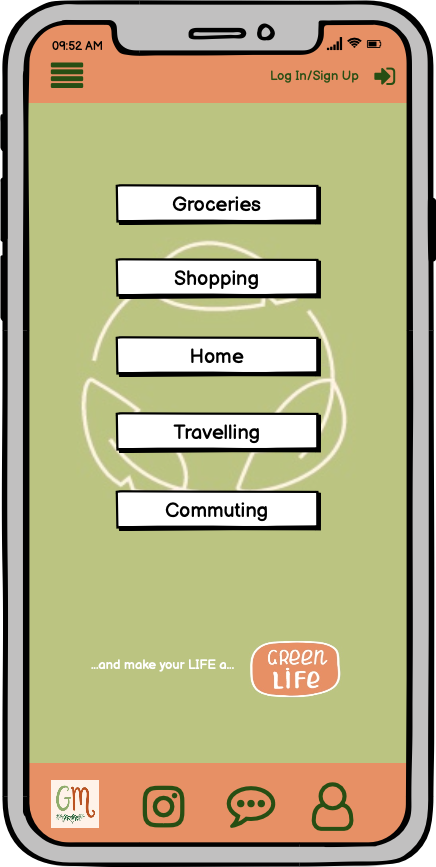 09:52 AM
Log In/Sign Up
Groceries
Shopping
Home
Travelling
Commuting
...and make your LIFE a...
GREEN
LIFE
GM